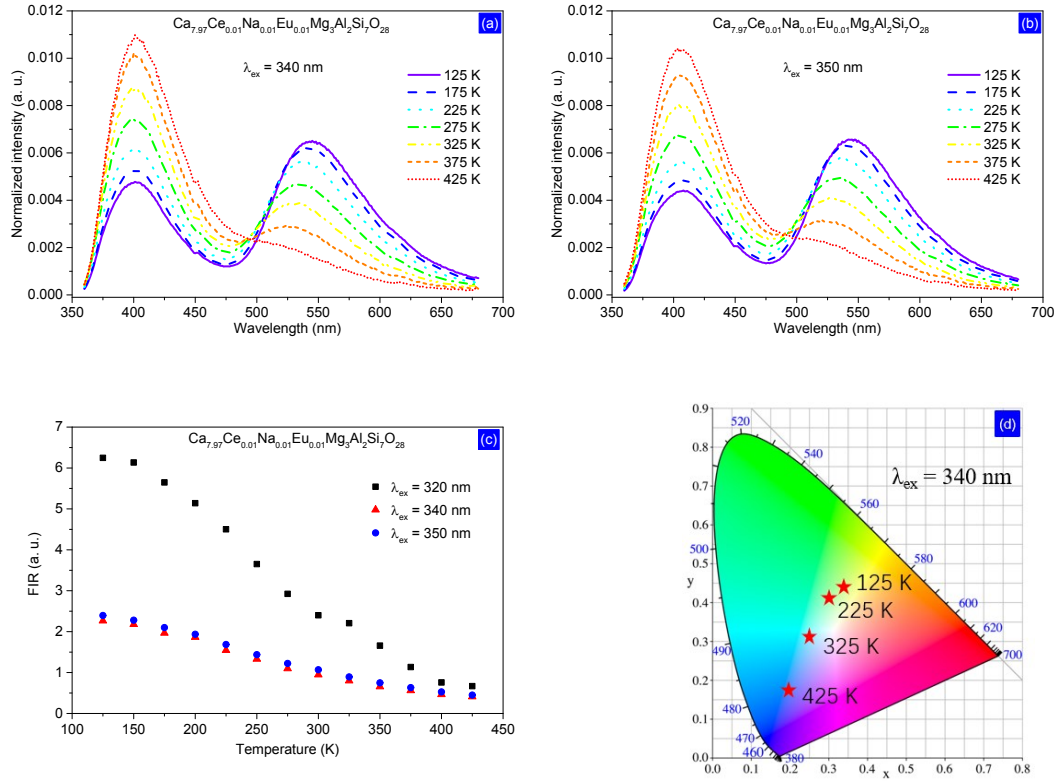 Ca7.97Ce0.01Na0.01Eu0.01Mg3Al2Si7O28
(a)
λex = 340 nm
125 K
175 K
225 K
275 K
325 K
375 K
425 K
Normalized intensity (a. u.)
0.012
0.010
0.008
0.006
0.004
0.002
0.000
350 400 450 500 550 600 650 700
Wavelength (nm)
Ca7.97Ce0.01Na0.01Eu0.01Mg3Al2Si7O28
(b)
λex = 350 nm
125 K
175 K
225 K
275 K
325 K
375 K
425 K
Normalized intensity (a. u.)
0.012
0.010
0.008
0.006
0.004
0.002
0.000
350 400 450 500 550 600 650 700
Wavelength (nm)
Ca7.97Ce0.01Na0.01Eu0.01Mg3Al2Si7O28
(c)
λex = 320 nm
λex = 340 nm
λex = 350 nm
FIR (a. u.)
7
6
5
4
3
2
1
0
100 150 200 250 300 350 400 450
Temperature (K)
(d)
λex = 340 nm
0.9
0.8
0.7
0.6
0.5
y
0.4
0.3
0.2
0.1
0.0
0.0 0.1 0.2 0.3 0.4 0.5 0.6 0.7 0.8
x
520
540
560
500
580
600
620
700
490
480
470
460
380
125 K
225 K
325 K
425 K